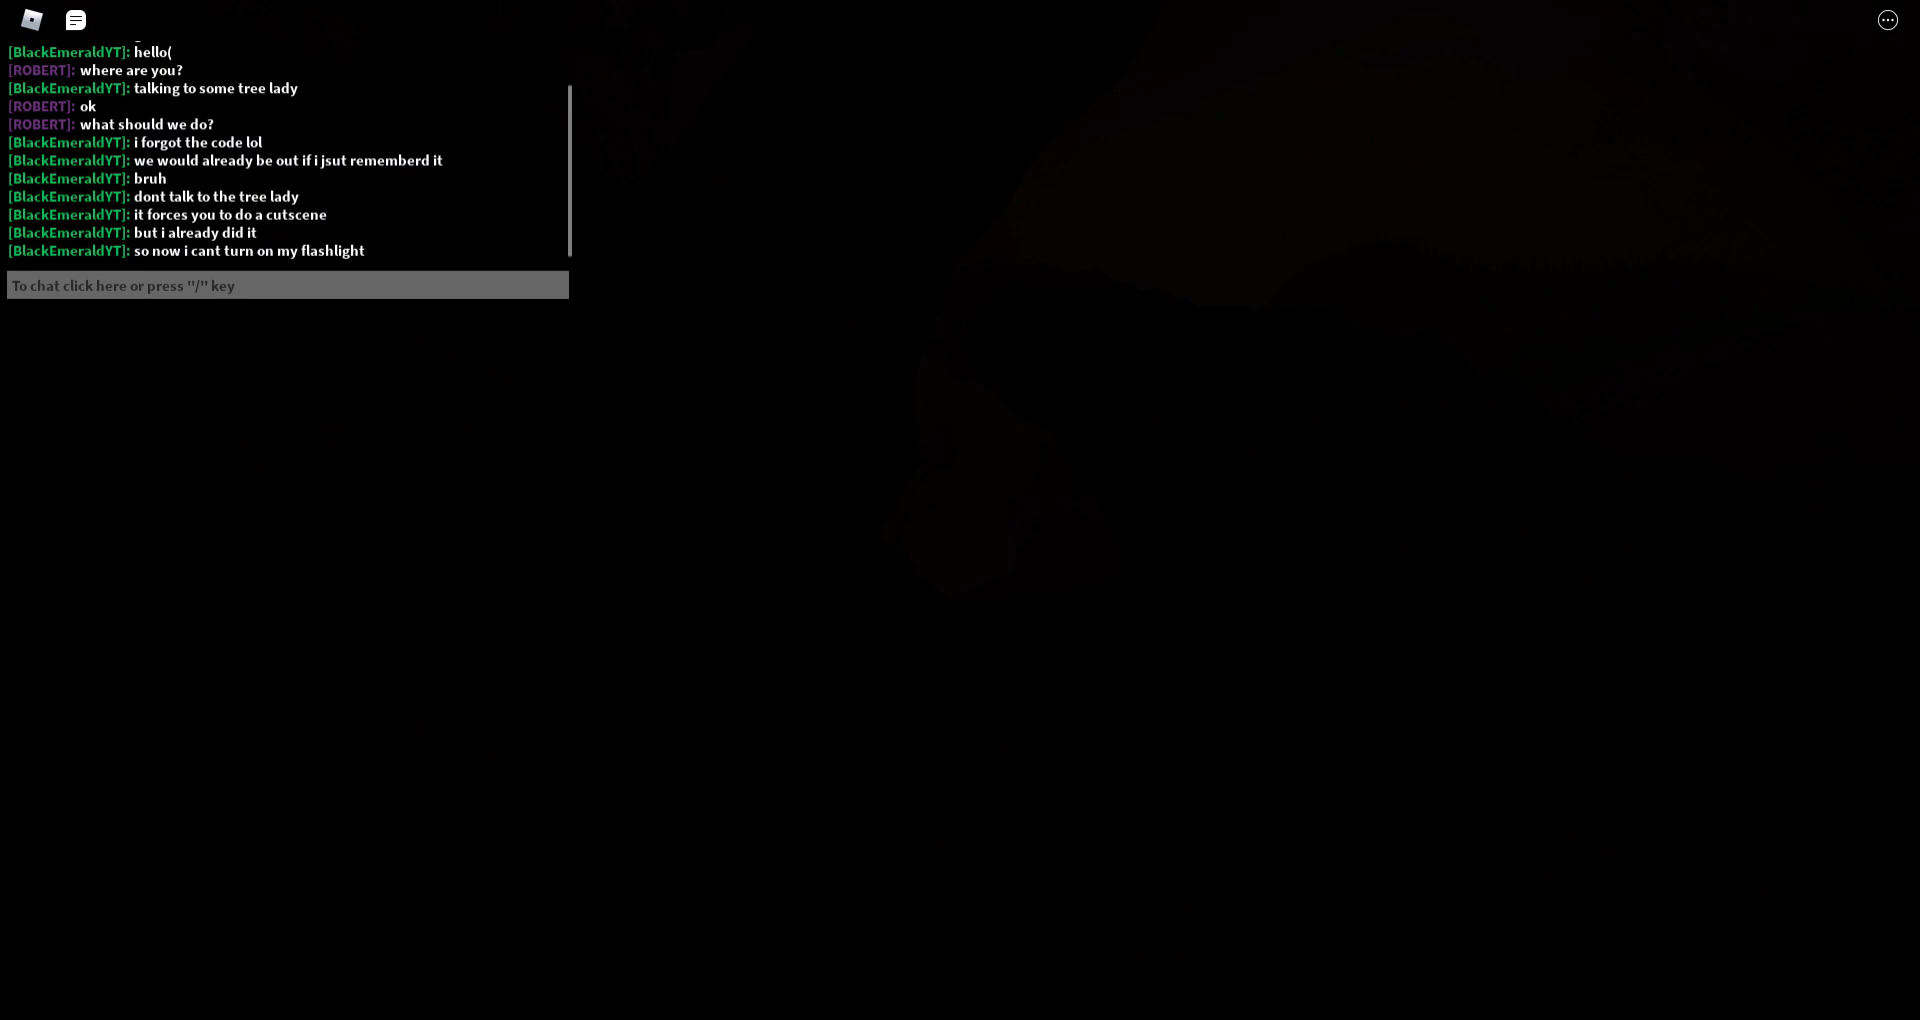 [BlackEmeraldYT]: hello(
[ROBERT]: where are you?
[BlackEmeraldYT]: talking to some tree lady
[ROBERT]: ok
[ROBERT]: what should we do?
[BlackEmeraldYT]: i forgot the code lol
[BlackEmeraldYT]: we would already be out if i jsut rememberd it
[BlackEmeraldYT]: bruh
[BlackEmeraldYT]: dont talk to the tree lady
[BlackEmeraldYT]: it forces you to do a cutscene
[BlackEmeraldYT]: but i already did it
[BlackEmeraldYT]: so now i cant turn on my flashlight
To chat click here or press "/" key